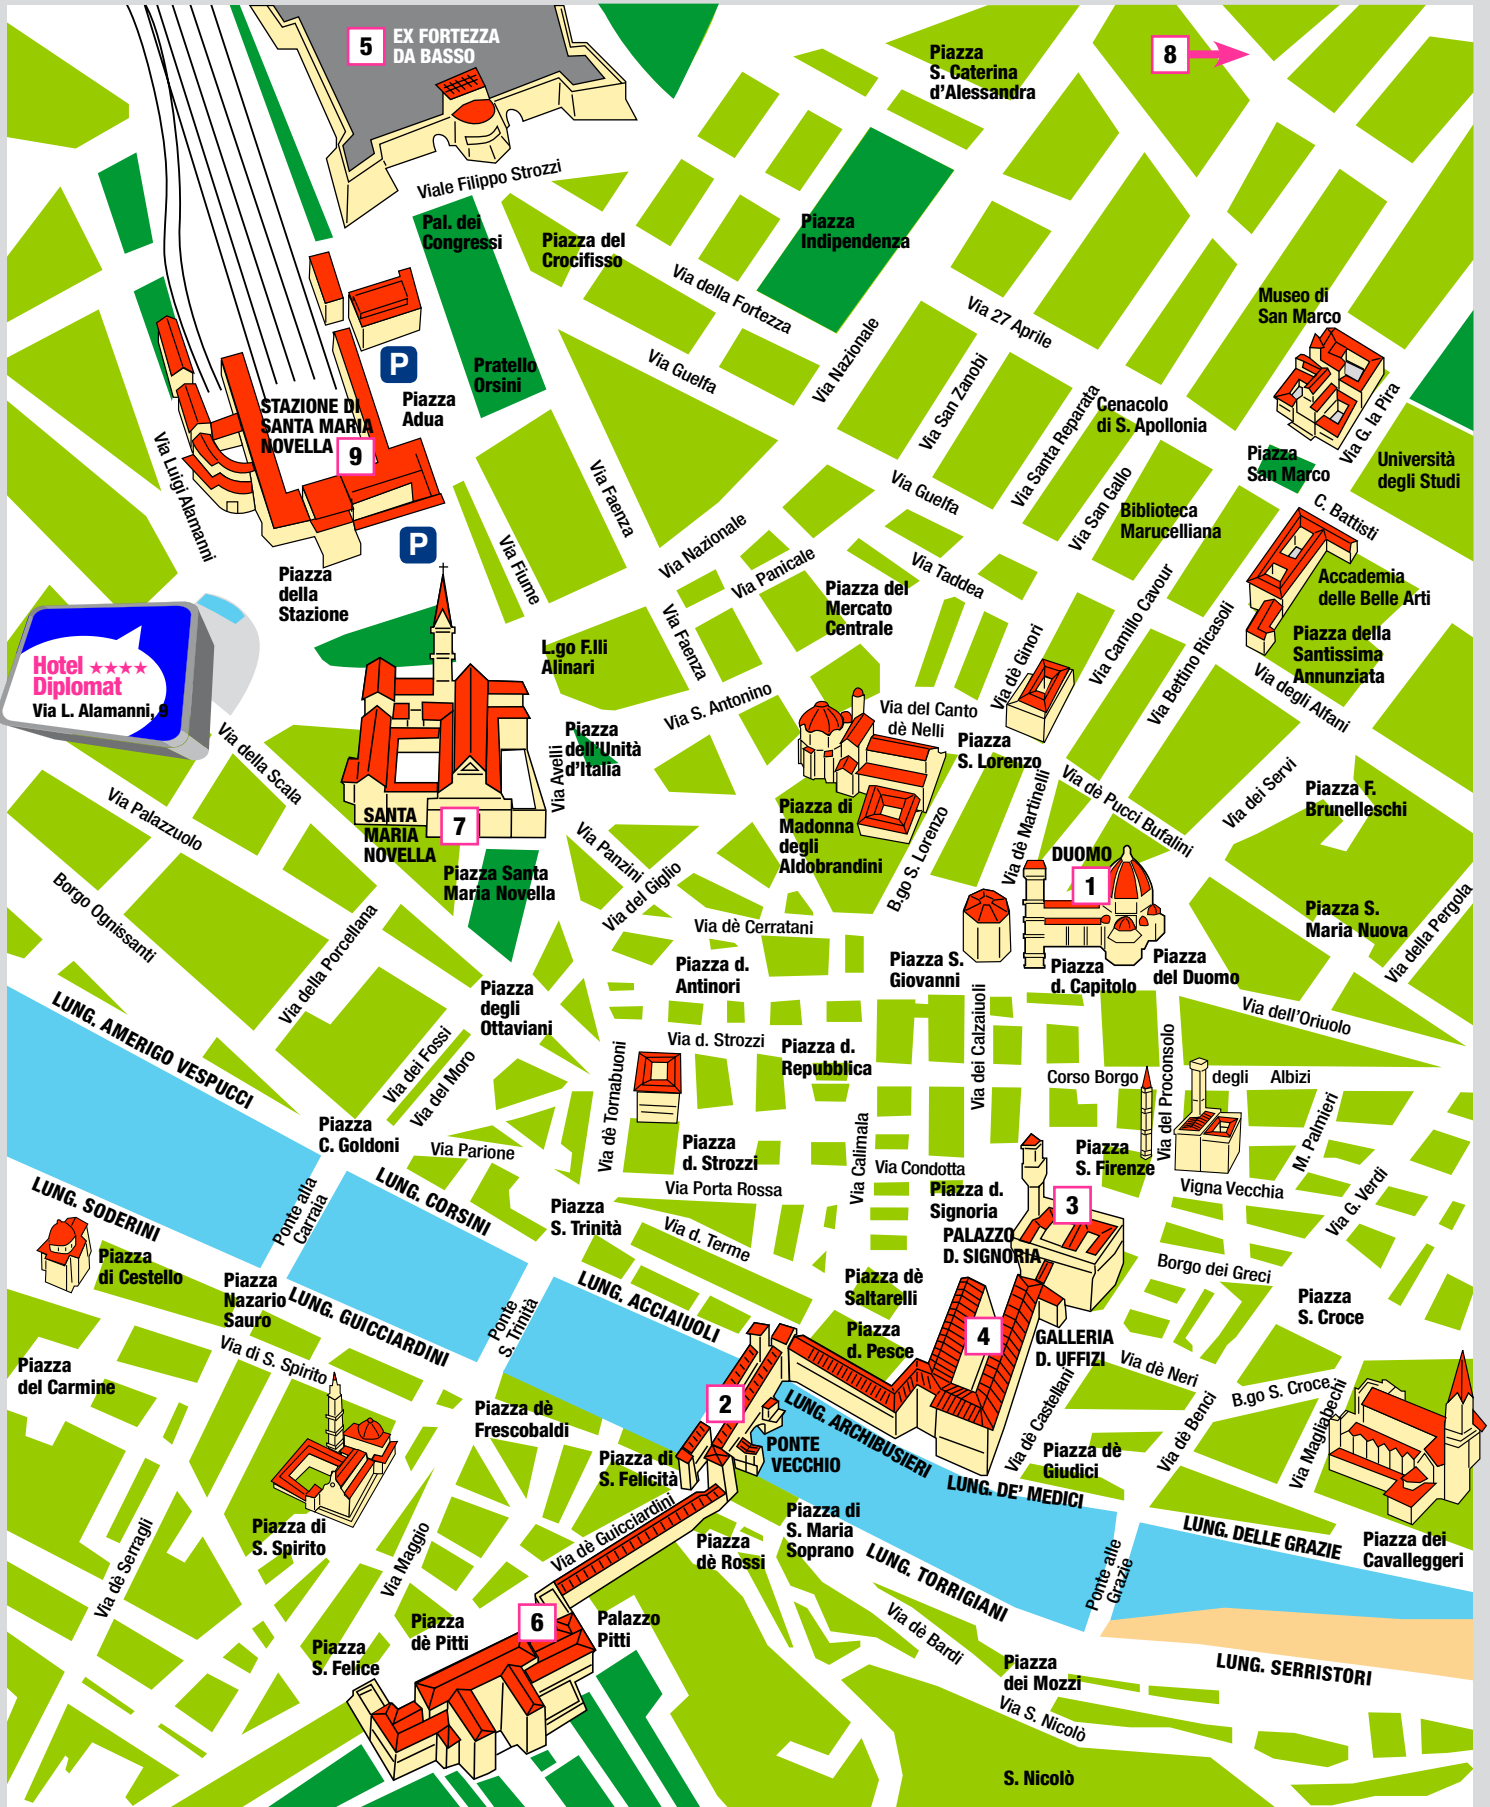 5
EX FORTEZZA
DA BASSO
Piazza
S. Caterina
d'Alessandra
8
Viale Filippo Strozzi
Pal. dei
Congressi
Piazza del
Crocifisso
Piazza
Indipendenza
Via della Fortezza
Via 27 Aprile
Museo di
San Marco
Via Guelfa
Via Nazionale
Via San Zanobi
Via Santa Reparata
Pratello
Orsini
P
Piazza
Adua
STAZIONE DI
SANTA MARIA
NOVELLA
9
Cenacolo
di S. Apollonia
Via G. la Pira
Piazza
San Marco
Università
degli Studi
Via Luigi Alamanni
Via Faenza
Via Guelfa
Via San Gallo
Biblioteca
Marucelliana
C. Battisti
P
Via Fiume
Via Nazionale
Via Panicale
Via Taddea
Piazza
della
Stazione
Piazza del
Mercato
Centrale
Via Camillo Cavour
Accademia
delle Belle Arti
Via Bettino Ricasoli
Piazza della
Santissima
Annunziata
Hotel ★★★★
Diplomat
Via L. Alamanni, 9
L.go F.lli
Alinari
Via Faenza
Via dè Ginori
Via degli Alfani
Via S. Antonino
Via del Canto
dè Nelli
Piazza
S. Lorenzo
Piazza
dell'Unità
d'Italia
Via Avelli
Via della Scala
Via Palazzuolo
SANTA
MARIA
NOVELLA
7
Piazza di
Madonna
degli
Aldobrandini
B.go S. Lorenzo
Via dè Martinelli
Via dè Pucci Bufalini
Via dei Servi
Piazza F.
Brunelleschi
Via Panzini
Via del Giglio
Piazza Santa
Maria Novella
DUOMO
1
Borgo Ognissanti
Via della Porcellana
Via dè Cerratani
Piazza S.
Maria Nuova
Via della Pergola
Piazza d.
Antinori
Piazza S.
Giovanni
Piazza
d. Capitolo
Piazza
del Duomo
Piazza
degli
Ottaviani
LUNG. AMERIGO VESPUCCI
Via dei Fossi
Via del Moro
Via dè Tornabuoni
Via d. Strozzi
Piazza d.
Repubblica
Via dei Calzaiuoli
Via dell'Oriuolo
Corso Borgo
degli
Albizi
Via del Proconsolo
M. Palmieri
Piazza
C. Goldoni
Via Parione
Piazza
d. Strozzi
Via Calimala
Via Condotta
Piazza
S. Firenze
Via Porta Rossa
Vigna Vecchia
Via G. Verdi
LUNG. SODERINI
Ponte alla
Carraia
LUNG. CORSINI
Piazza
S. Trinità
Via d. Terme
Piazza d.
Signoria
3
PALAZZO
D. SIGNORIA
Borgo dei Greci
Piazza
di Cestello
Piazza
Nazario
Sauro
LUNG. GUICCIARDINI
Ponte
S. Trinità
LUNG. ACCIAIUOLI
Piazza dè
Saltarelli
Piazza
d. Pesce
4
GALLERIA
D. UFFIZI
Piazza
S. Croce
Piazza
del Carmine
Via di S. Spirito
Via dè Neri
B.go S. Croce
Piazza dè
Frescobaldi
2
PONTE
VECCHIO
LUNG. ARCHIBUSIERI
Via dè Castellani
Piazza dè
Giudici
Via dè Benci
Via Magliabechi
Piazza di
S. Felicità
LUNG. DE' MEDICI
Piazza di
S. Spirito
Via dè Serragli
Via Maggio
Via dè Guicciardini
Piazza
dè Rossi
Piazza di
S. Maria
Soprano
LUNG. TORRIGIANI
Ponte alle
Grazie
LUNG. DELLE GRAZIE
Piazza dei
Cavalleggeri
Piazza
S. Felice
Piazza
dè Pitti
6
Palazzo
Pitti
Via dè Bardi
Piazza
dei Mozzi
LUNG. SERRISTORI
Via S. Nicolò
S. Nicolò